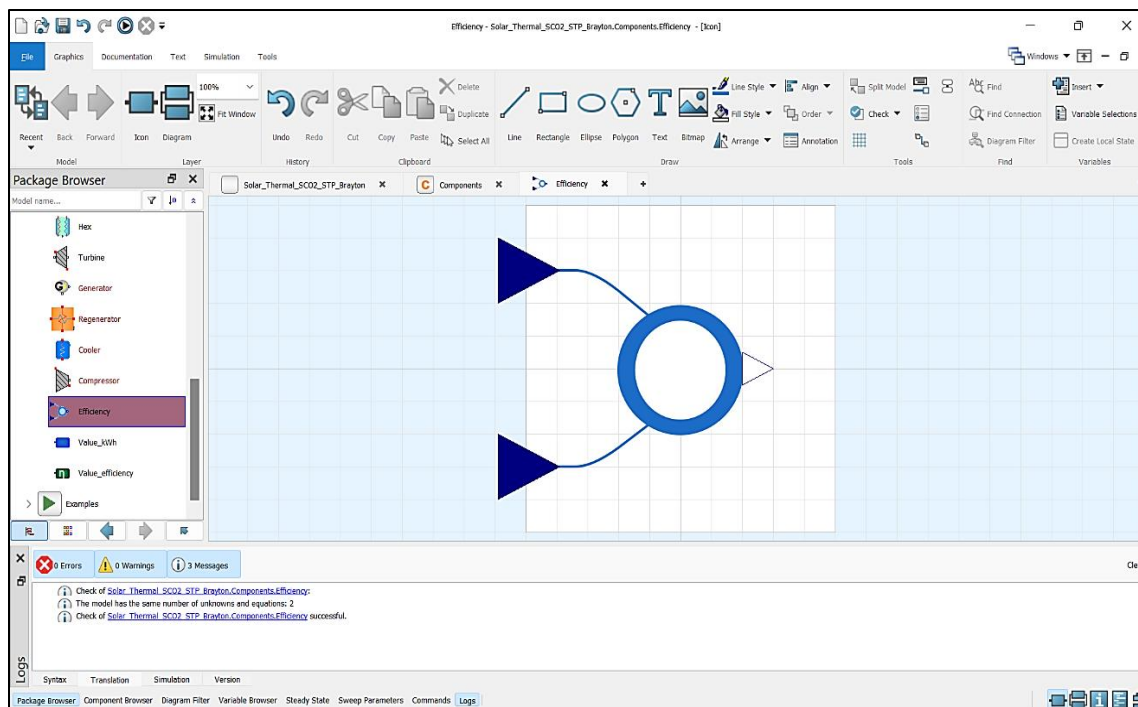 Efficiency - Solar_Thermal_SCO2_STP_Brayton.Components.Efficiency - [Icon]
File Graphics Documentation Text Simulation Tools Windows
100%
Fit Window
Delete
Duplicate
Select All
Line Style Align Split Model Find Insert
Fill Style Order Check Find Connection Variable Selections
Arrange Annotation Diagram Filter Create Local State
Recent Back Forward Icon Diagram Undo Redo Cut Copy Paste Line Rectangle Ellipse Polygon Text Bitmap
Model Layer History Clipboard Draw Tools Find Variables
Package Browser
Solar_Thermal_SCO2_STP_Brayton Components Efficiency
Model name...
Hex
Turbine
Generator
Regenerator
Cooler
Compressor
Efficiency
Value_kWh
Value_efficiency
Examples
0 Errors 0 Warnings 3 Messages
Check of Solar_Thermal_SCO2_STP_Brayton.Components.Efficiency:
The model has the same number of unknowns and equations: 2
Check of Solar_Thermal_SCO2_STP_Brayton.Components.Efficiency successful.
Logs
Syntax Translation Simulation Version
Package Browser Component Browser Diagram Filter Variable Browser Steady State Sweep Parameters Commands Logs